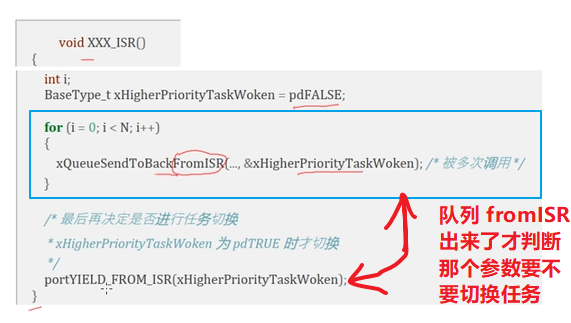 void XXX_ISR()
{
int i;
BaseType_t xHigherPriorityTaskWoken = pdFALSE;
for (i = 0; i < N; i++)
{
xQueueSendToBackFromISR(..., &xHigherPriorityTaskWoken); /* 被多次调用 */
}
/* 最后再决定是否进行任务切换
* xHigherPriorityTaskWoken 为 pdTRUE 时才切换
*/
portYIELD_FROM_ISR(xHigherPriorityTaskWoken);
}
队列 fromISR
出来了才判断
那个参数要不
要切换任务